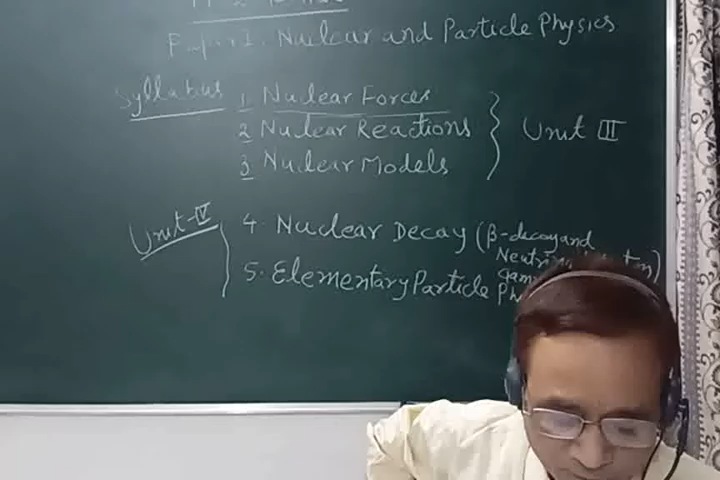 Paper I. Nuclear and Particle Physics
Syllabus 1 Nuclear Forces
2 Nuclear Reactions
3 Nuclear Models
Unit III
Unit-IV
4. Nuclear Decay (β-decay and
5. Elementary Particle